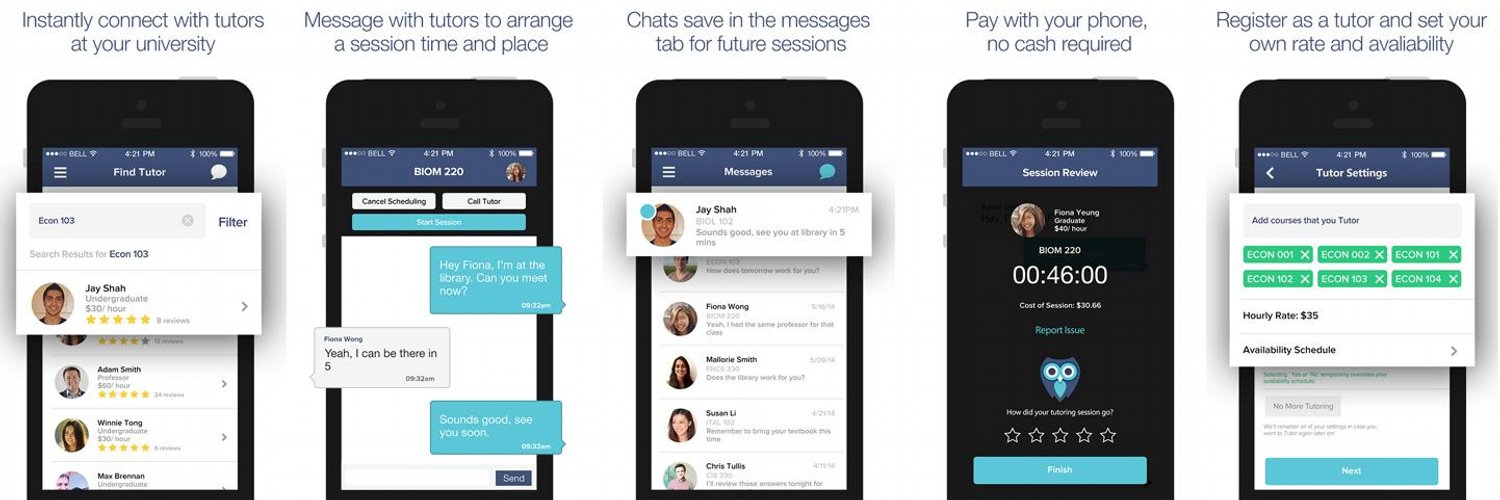 Instantly connect with tutors
at your university
BELL
4:21 PM
100%
Find Tutor
Econ 103
Filter
Search Results for Econ 103
Jay Shah
Undergraduate
$30/ hour
8 reviews
12 reviews
Adam Smith
Professor
$60/ hour
24 reviews
Winnie Tong
Undergraduate
$30/ hour
6 reviews
Max Brennan
Undergraduate
Message with tutors to arrange
a session time and place
BELL
4:21 PM
100%
BIOM 220
Cancel Scheduling
Call Tutor
Start Session
Hey Fiona, I'm at the
library. Can you meet
now?
09:32am
Fiona Wong
Yeah, I can be there in
5
09:32am
Sounds good, see
you soon.
09:32am
Send
Chats save in the messages
tab for future sessions
BELL
4:21 PM
100%
Messages
Jay Shah
4:21PM
BIOL 102
Sounds good, see you at library in 5
mins
ECON 103
How does tomorrow work for you?
Fiona Wong
5/16/14
BIOM 220
Yeah, I had the same professor for that
class
Mallorie Smith
5/09/14
FNCE 330
Does the library work for you?
Susan Li
4/21/14
ITAL 102
Remember to bring your textbook this
time
Chris Tullis
4/11/14
CIS 330
I'll review those answers tonight for
Pay with your phone,
no cash required
BELL
4:21 PM
100%
Session Review
Fiona Yeung
Graduate
$40/ hour
BIOM 220
00:46:00
Cost of Session: $30.66
Report Issue
How did your tutoring session go?
Finish
Register as a tutor and set your
own rate and avaliability
BELL
4:21 PM
100%
Tutor Settings
Add courses that you Tutor
ECON 001 X
ECON 002 X
ECON 101 X
ECON 102 X
ECON 103 X
ECON 104 X
Hourly Rate: $35
Availability Schedule
Selecting 'Yes or No' temporarily overrides your
availability schedule
No More Tutoring
all of your settings in case you
want to Tutor again later on!
Next